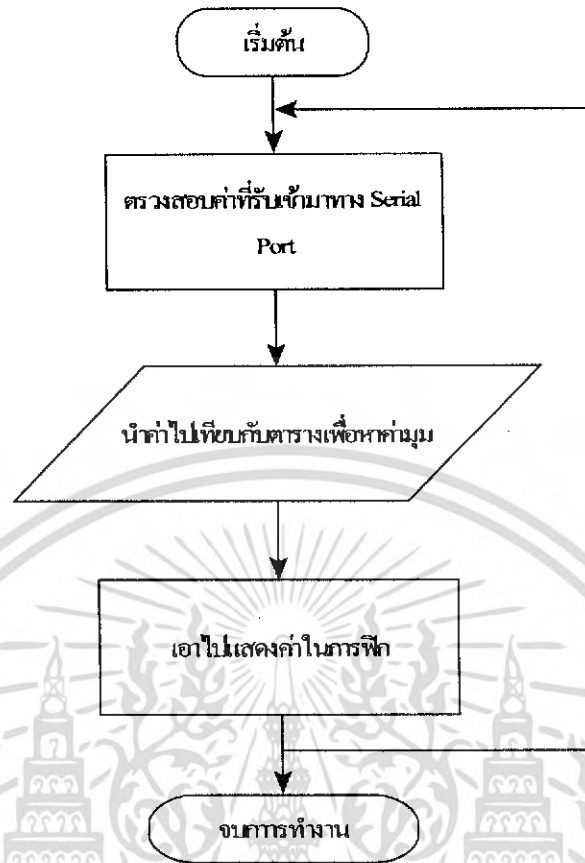 เริ่มต้น
ตรวงสอบค่าที่รับเข้ามาทาง Serial
Port
นำค่าไปเทียบกับตารางเพื่อหาค่ามุม
เอาไปแสดงค่าในการฟิก
จบการทำงาน